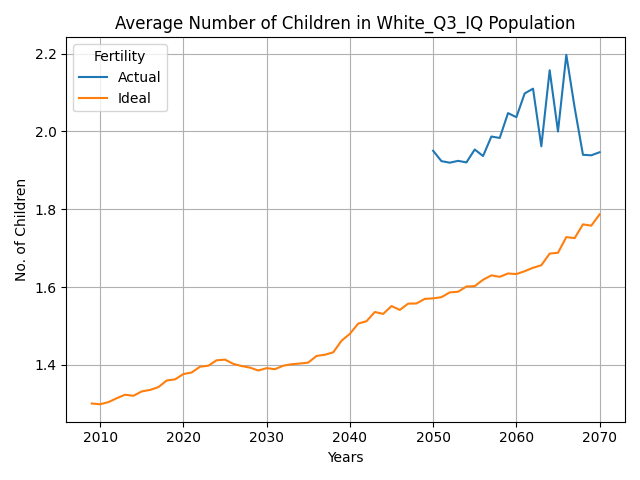 Average Number of Children in White_Q3_IQ Population
Fertility
Actual
Ideal
2.2
2.0
1.8
1.6
1.4
No. of Children
2010
2020
2030
2040
2050
2060
2070
Years